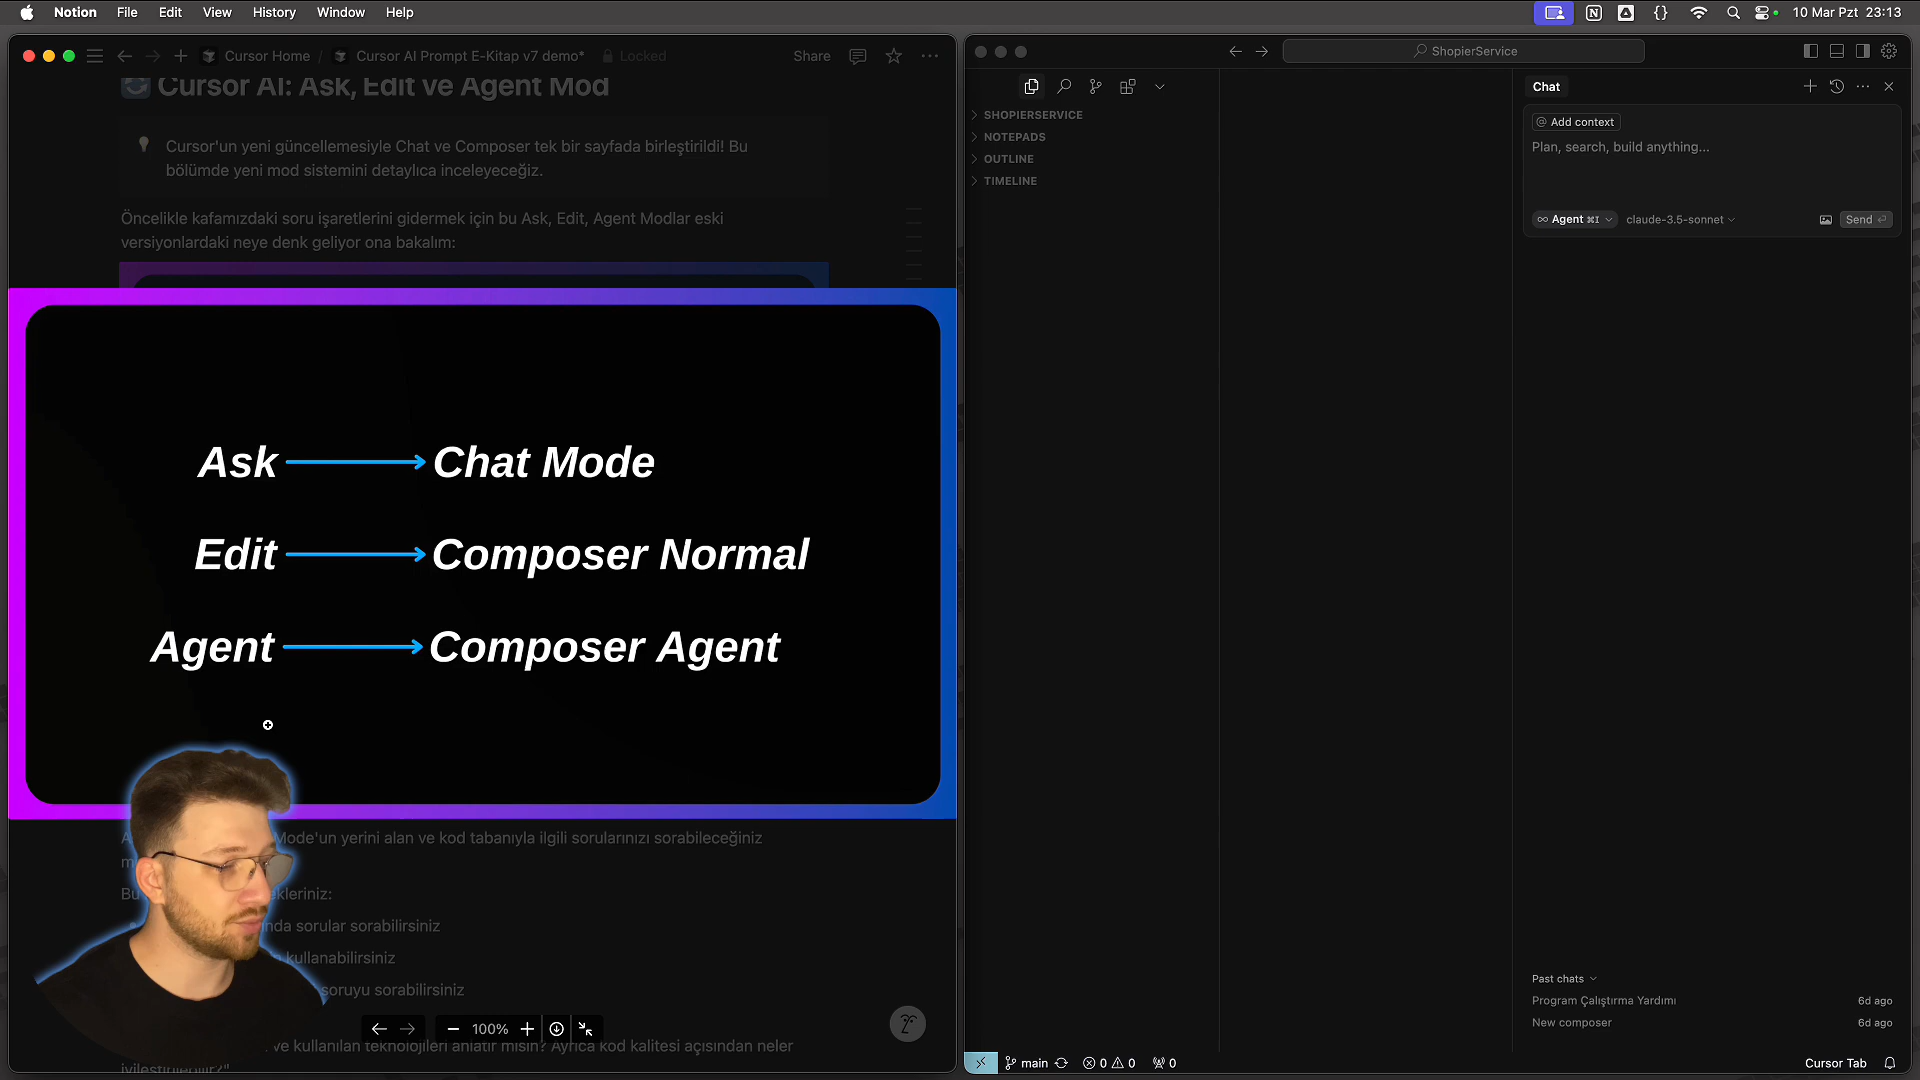 Notion File Edit View History Window Help
10 Mar Pzt 23:13
Cursor Home / Cursor AI Prompt E-Kitap v7 demo* Locked
Share
Cursor AI: Ask, Edit ve Agent Mod
Cursor'un yeni güncellemesiyle Chat ve Composer tek bir sayfada birleştirildi! Bu
bölümde yeni mod sistemini detaylıca inceleyeceğiz.
Öncelikle kafamızdaki soru işaretlerini gidermek için bu Ask, Edit, Agent Modlar eski
versiyonlardaki neye denk geliyor ona bakalım:
Ask → Chat Mode
Edit → Composer Normal
Agent → Composer Agent
Mode'un yerini alan ve kod tabanıyla ilgili sorularınızı sorabileceğiniz
sorular sorabilirsiniz
kullanabilirsiniz
soruyu sorabilirsiniz
100%
ve kullanılan teknolojileri anlatır mısın? Ayrıca kod kalitesi açısından neler
iyileştirilebilir?"
ShopierService
SHOPIERSERVICE
NOTEPADS
OUTLINE
TIMELINE
Chat
@ Add context
Plan, search, build anything...
∞ Agent ⌘I
claude-3.5-sonnet
Send ⏎
Past chats
Program Çalıştırma Yardımı 6d ago
New composer 6d ago
main 0 0 0
Cursor Tab